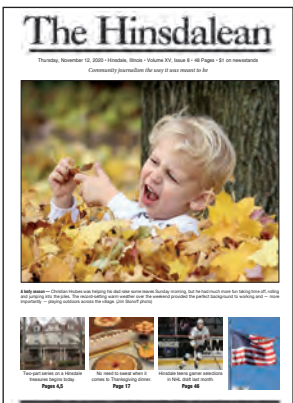 The Hinsdalean
Thursday, November 12, 2020 • Hinsdale, Illinois • Volume XV, Issue 8 • 48 Pages • $1 on newsstands
Community journalism the way it was meant to be
A leafy season — Christian Insdows was helping his dad rake some leaves Sunday morning, but he had much more fun taking time off, rolling
and jumping into the piles. The record-setting warm weather over the weekend provided the perfect background to working and — more
importantly — playing outdoors across the village. (Jim Slonoff photo)
Two-part series on a Hinsdale
treasures begins today.
Pages 4,5
No need to sweat when it
comes to Thanksgiving dinner.
Page 17
Hinsdale teens garner selections
in NHL draft last month.
Page 46